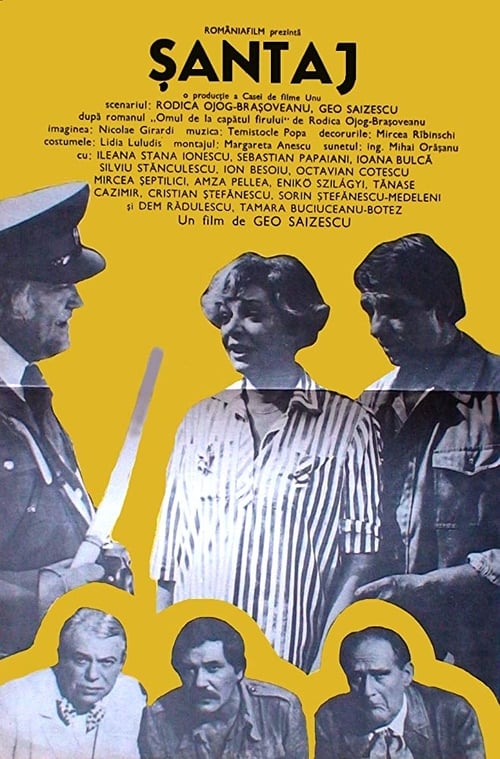 ROMÂNIAFILM prezintă
ȘANTAJ
o producție a Casei de filme Unu
scenariul: RODICA OJOG-BRAȘOVEANU, GEO SAIZESCU
după romanul „Omul de la capătul firului" de Rodica Ojog-Brașoveanu
imaginea: Nicolae Girardi muzica: Temistocle Popa decorurile: Mircea Rîbinschi
costumele: Lidia Luludis montajul: Margareta Anescu sunetul: ing. Mihai Orășanu
cu: ILEANA STANA IONESCU, SEBASTIAN PAPAIANI, IOANA BULCĂ
SILVIU STĂNCULESCU, ION BESOIU, OCTAVIAN COTESCU
MIRCEA ȘEPTILICI, AMZA PELLEA, ENIKÖ SZILÁGYI, TĂNASE
CAZIMIR, CRISTIAN ȘTEFĂNESCU, SORIN ȘTEFĂNESCU-MEDELENI
și DEM RĂDULESCU, TAMARA BUCIUCEANU-BOTEZ
Un film de GEO SAIZESCU